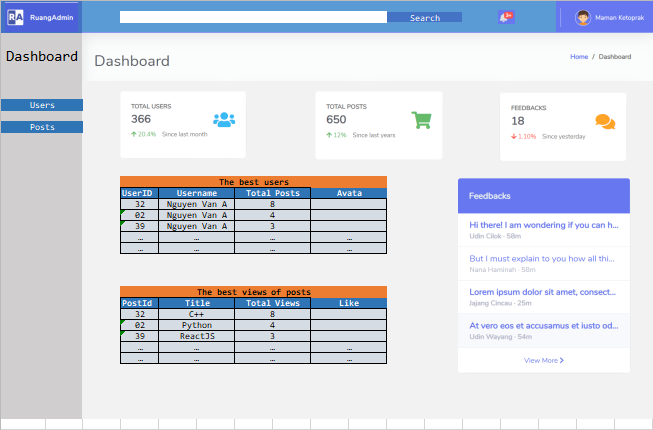 RA RuangAdmin
Search
3+
Maman Ketoprak
Dashboard
Users
Posts
Dashboard
Home / Dashboard
TOTAL USERS
366
20.4% Since last month
TOTAL POSTS
650
12% Since last years
FEEDBACKS
18
1.10% Since yesterday
The best users
UserID Username Total Posts Avata
32 Nguyen Van A 8
02 Nguyen Van A 4
39 Nguyen Van A 3
… … … …
… … … …
The best views of posts
PostId Title Total Views Like
32 C++ 8
02 Python 4
39 ReactJS 3
… … … …
… … … …
Feedbacks
Hi there! I am wondering if you can h...
Udin Cilok · 58m
But I must explain to you how all thi...
Nana Haminah · 58m
Lorem ipsum dolor sit amet, consect...
Jajang Cincau · 25m
At vero eos et accusamus et iusto od...
Udin Wayang · 54m
View More